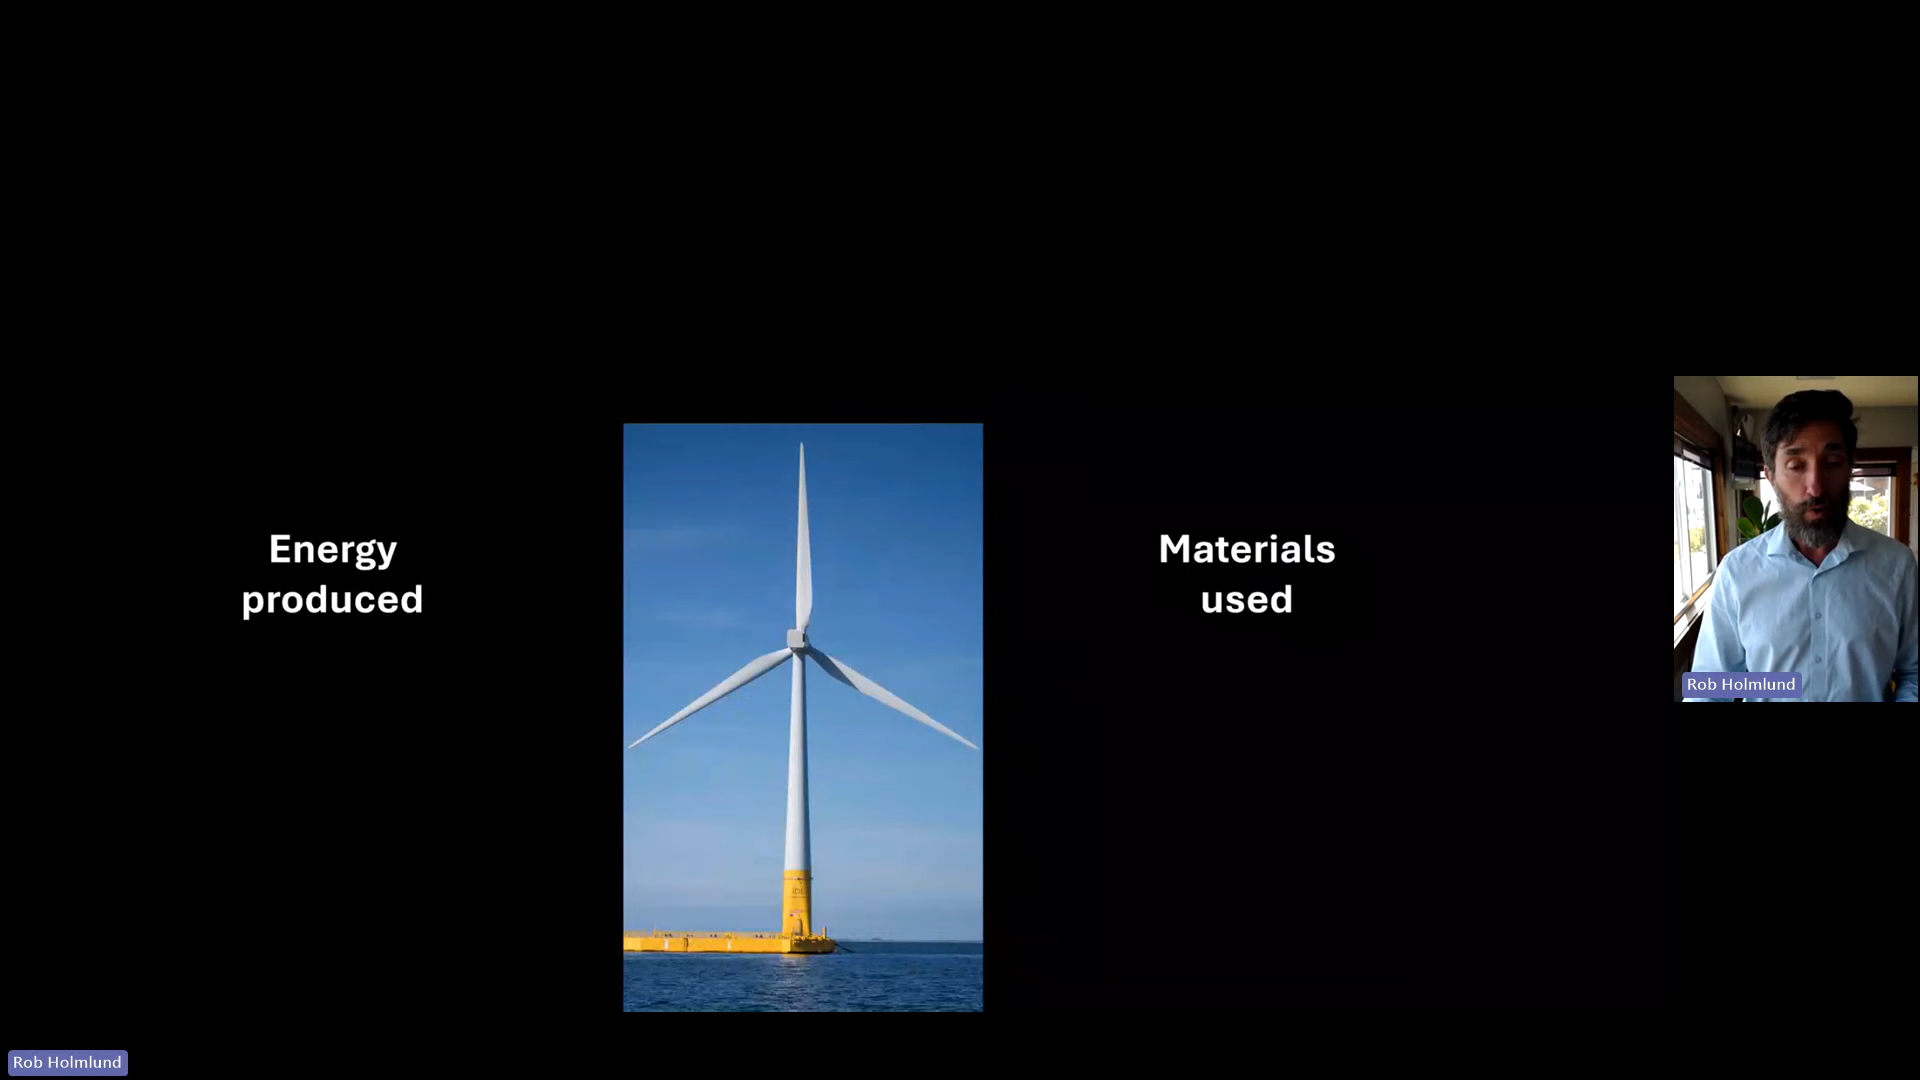 Energy
produced
Materials
used
Rob Holmlund
Rob Holmlund